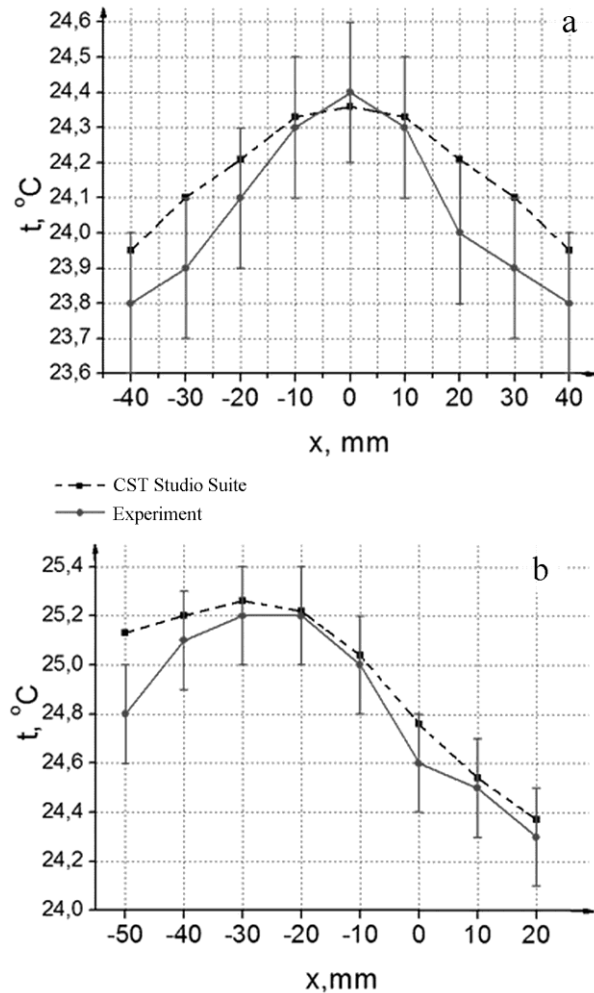 a
24,6
24,5
24,4
24,3
24,2
24,1
24,0
23,9
23,8
23,7
23,6
t, °C
-40 -30 -20 -10 0 10 20 30 40
x, mm
CST Studio Suite
Experiment
b
25,4
25,2
25,0
24,8
24,6
24,4
24,2
24,0
t, °C
-50 -40 -30 -20 -10 0 10 20
x,mm